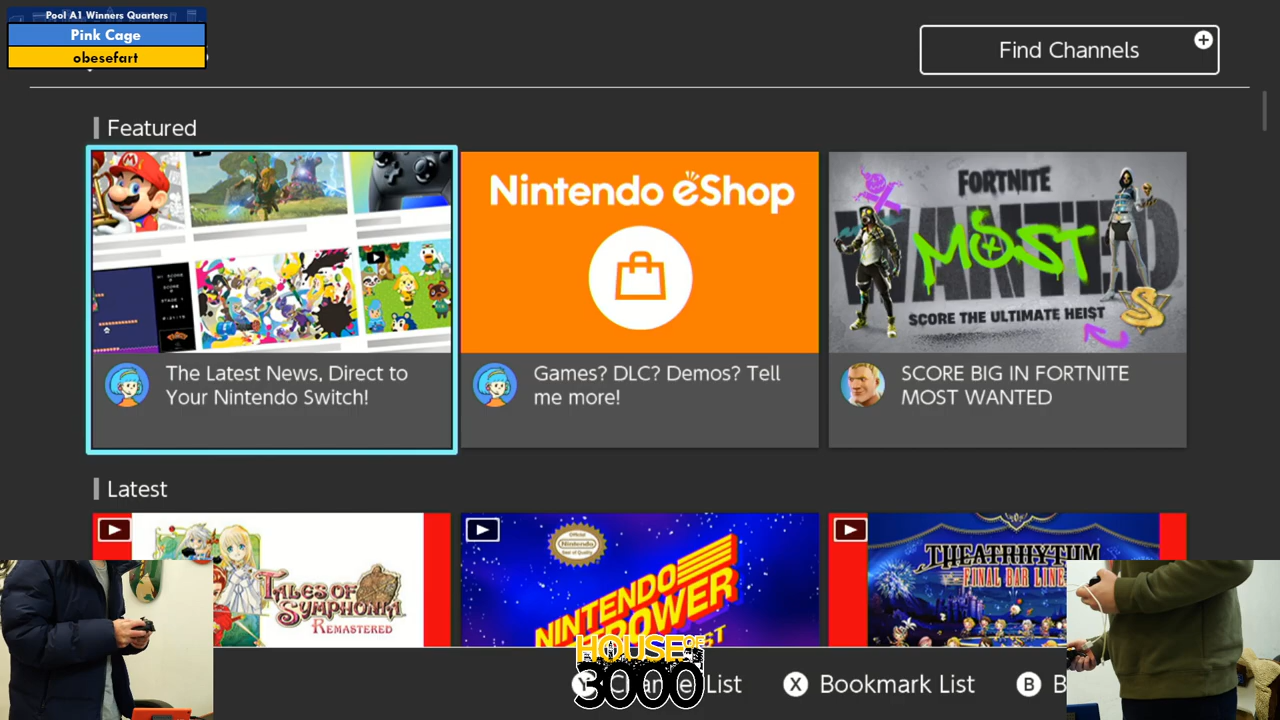 Pool A1 Winners Quarters
Pink Cage
obesefart
Find Channels
Featured
Nintendo eShop
FORTNITE
WANTED
MOST
SCORE THE ULTIMATE HEIST
The Latest News, Direct to
Your Nintendo Switch!
Games? DLC? Demos? Tell
me more!
SCORE BIG IN FORTNITE
MOST WANTED
Latest
TALES OF
SYMPHONIA
REMASTERED
Official
Nintendo
NINTENDO
POWER
THEATRHYTHM
FINAL BAR LINE
HOUSE OF
3000
List
X Bookmark List
B